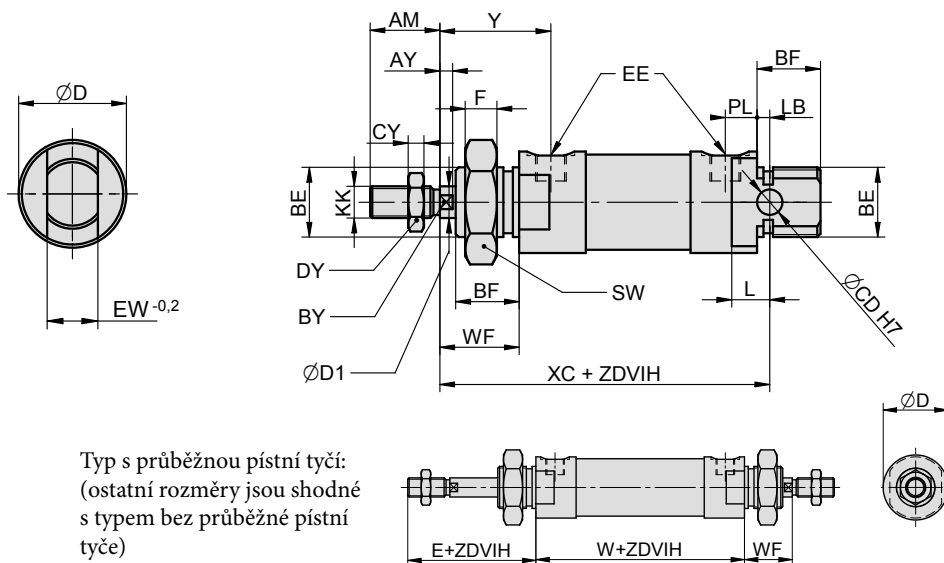 AM
Y
AY
EE
BF
ØD
F
PL
LB
CY
BE
KK
BE
DY
BF
SW
L
EW -0,2
BY
WF
ØCD H7
ØD1
XC + ZDVIH
ØD
Typ s průběžnou pístní tyčí:
(ostatní rozměry jsou shodné
s typem bez průběžné pístní
tyče)
E+ZDVIH
W+ZDVIH
WF